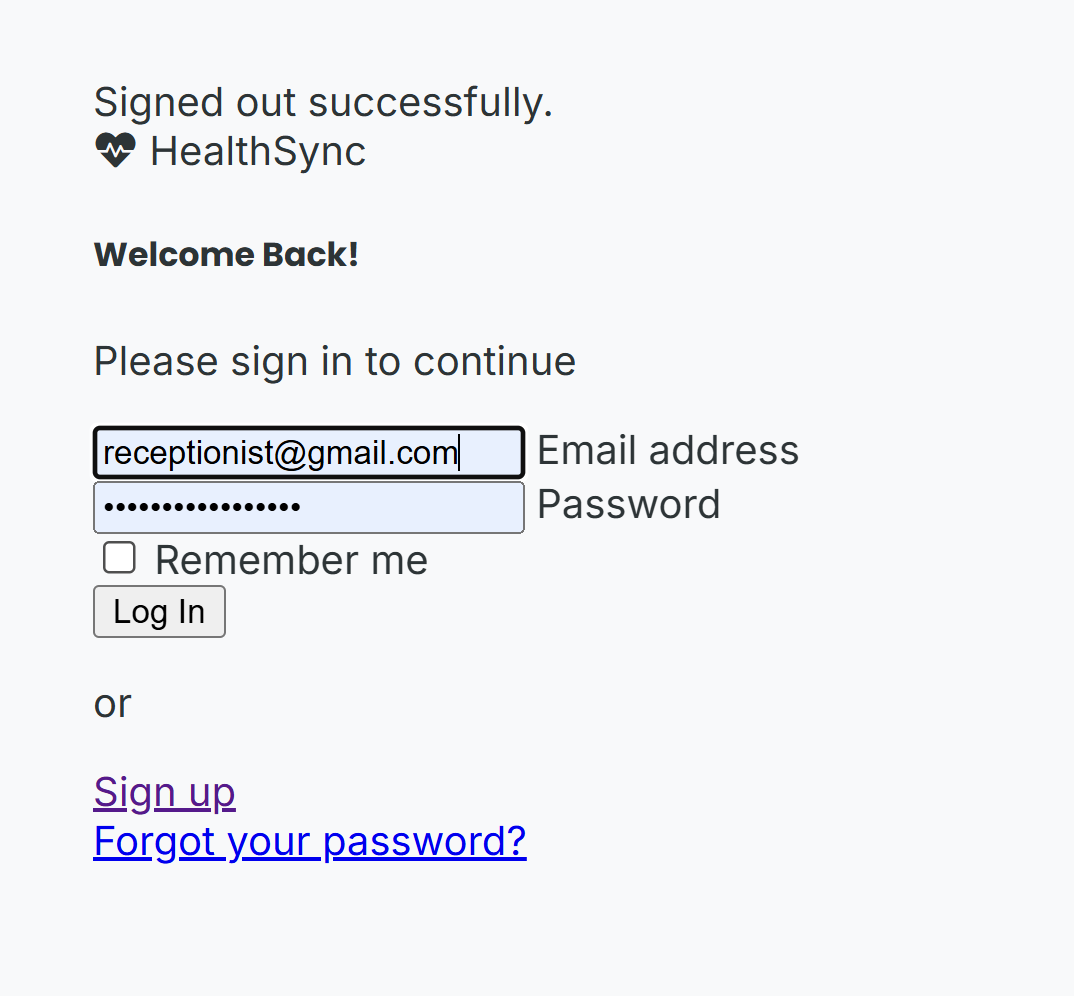 Signed out successfully.
HealthSync
Welcome Back!
Please sign in to continue
receptionist@gmail.com Email address
••••••••••••••••• Password
Remember me
Log In
or
Sign up
Forgot your password?